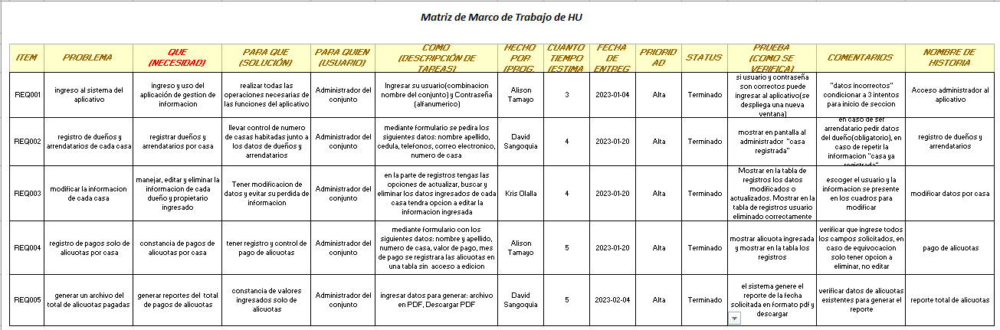 Matriz de Marco de Trabajo de HU
ITEM
PROBLEMA
QUE
(NECESIDAD)
PARA QUE
(SOLUCIÓN)
PARA QUIEN
(USUARIO)
COMO
(DESCRIPCIÓN DE
TAREAS)
HECHO
POR
(PROG.
CUANTO
TIEMPO
(ESTIMA
FECHA
DE
ENTREG
PRIORID
AD
STATUS
PRUEBA
(COMO SE
VERIFICA)
COMENTARIOS
NOMBRE DE
HISTORIA
REQ001
ingreso al sistema del
aplicativo
ingreso y uso del
aplicación de gestion de
informacion
realizar todas las
operaciones necesarias de
las funciones del aplicativo
Administrador del
conjunto
Ingresar su usuario(combinacion
nombre del conjunto) y Contraseña
(alfanumerico)
Alison
Tamayo
3
2023-01-04
Alta
Terminado
si usuario y contraseña
son correctos puede
ingresar al aplicativo(se
despliega una nueva
ventana)
"datos incorrectos"
condicionar a 3 intentos
para inicio de seccion
Acceso administrador al
aplicativo
REQ002
registro de dueños y
arrendatarios de cada casa
registrar dueños y
arrendatarios por casa
llevar control de numero
de casas habitadas junto a
los datos de dueños y
arrendatarios
Administrador del
conjunto
mediante formulario se pedira los
siguientes datos: nombre apellido,
cedula, telefonos, correo electronico,
numero de casa
David
Sangoquia
4
2023-01-20
Alta
Terminado
mostrar en pantalla al
administrador "casa
registrada"
en caso de ser
arrendatario pedir datos
del dueño(obligatorio), en
caso de repetir la
informacion "casa ya
registrada"
registro de dueños y
arrendatarios
REQ003
modificar la informacion
de cada casa
manejar, editar y eliminar la
informacion de cada
dueño y propietario
ingresado
Tener modificacion de
datos y evitar su perdida de
informacion
Administrador del
conjunto
en la parte de registros tengas las
opciones de actualizar, buscar y
eliminar los datos ingresados de cada
casa tendra opcion a editar la
informacion ingresada
Kris Olalla
4
2023-01-20
Alta
Terminado
Mostrar en la tabla de
registros los datos
modificados o
actualizados. Mostrar en la
tabla de registros usuario
eliminado correctamente
escoger el usuario y la
informacion se presente
en los cuadros para
modificar
modificar datos por casa
REQ004
registro de pagos solo de
alicuotas por casa
constancia de pagos de
alicuotas por casa
tener registro y control de
pago de alicuotas
Administrador del
conjunto
mediante formulario con los
siguientes datos: nombre y apellido,
numero de casa, valor de pago, mes
de pago se registrara las alicuotas en
una tabla sin acceso a edicion
Alison
Tamayo
5
2023-01-20
Alta
Terminado
mostrar alicuota ingresada
y mostrar en la tabla los
registros
verificar que ingrese todos
los campos solicitados, en
caso de equivocacion
solo tener opcion a
eliminar, no editar
pago de alicuotas
REQ005
generar un archivo del
total de alicuotas pagadas
generar reportes del total
de pagos de alicuotas
constancia de valores
ingresados solo de
alicuotas
Administrador del
conjunto
ingresar datos para generar: archivo
en PDF, Descargar PDF
David
Sangoquia
5
2023-02-04
Alta
Terminado
el sistema genere el
reporte de la fecha
solicitada en formato pdf y
descargar
verificar datos de alicuotas
existentes para generar el
reporte
reporte total de alicuotas